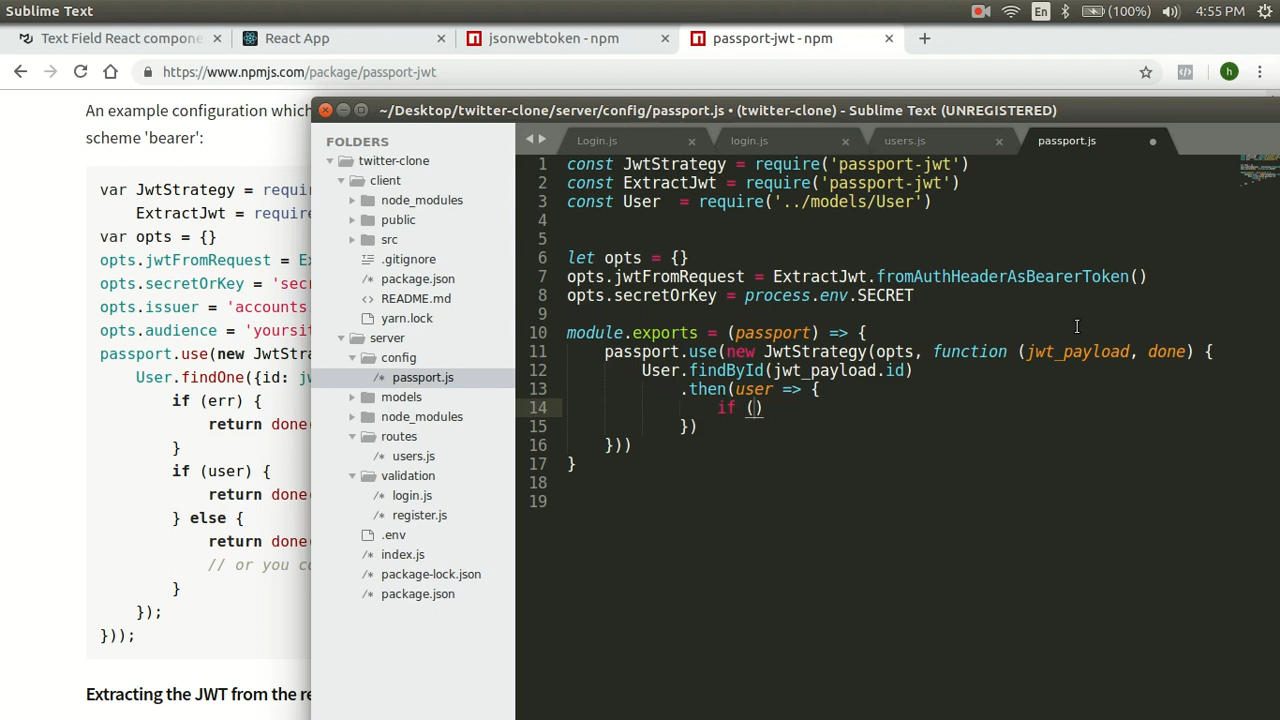 Sublime Text
En
(100%)
4:55 PM
Text Field React compone
React App
jsonwebtoken - npm
passport-jwt - npm
https://www.npmjs.com/package/passport-jwt
h
An example configuration which
scheme 'bearer':
var JwtStrategy = requi
ExtractJwt = require
var opts = {}
opts.jwtFromRequest = Ex
opts.secretOrKey = 'secr
opts.issuer = 'accounts.
opts.audience = 'yoursit
passport.use(new JwtStra
User.findOne({id: jw
if (err) {
return done(
}
if (user) {
return done(
} else {
return done(
// or you co
}
});
}));
Extracting the JWT from the re
~/Desktop/twitter-clone/server/config/passport.js • (twitter-clone) - Sublime Text (UNREGISTERED)
FOLDERS
twitter-clone
client
node_modules
public
src
.gitignore
package.json
README.md
yarn.lock
server
config
passport.js
models
node_modules
routes
users.js
validation
login.js
register.js
.env
index.js
package-lock.json
package.json
Login.js
login.js
users.js
passport.js
1 const JwtStrategy = require('passport-jwt')
2 const ExtractJwt = require('passport-jwt')
3 const User  = require('../models/User')
4
5
6 let opts = {}
7 opts.jwtFromRequest = ExtractJwt.fromAuthHeaderAsBearerToken()
8 opts.secretOrKey = process.env.SECRET
9
10 module.exports = (passport) => {
11 passport.use(new JwtStrategy(opts, function (jwt_payload, done) {
12 User.findById(jwt_payload.id)
13 .then(user => {
14 if ()
15 })
16 }))
17 }
18
19